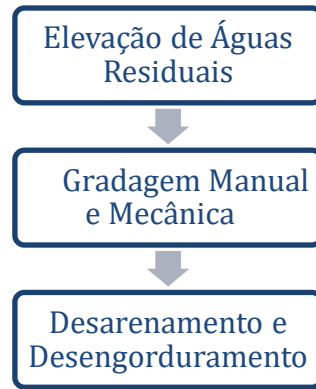 Elevação de Águas
Residuais
Gradagem Manual
e Mecânica
Desarenamento e
Desengorduramento